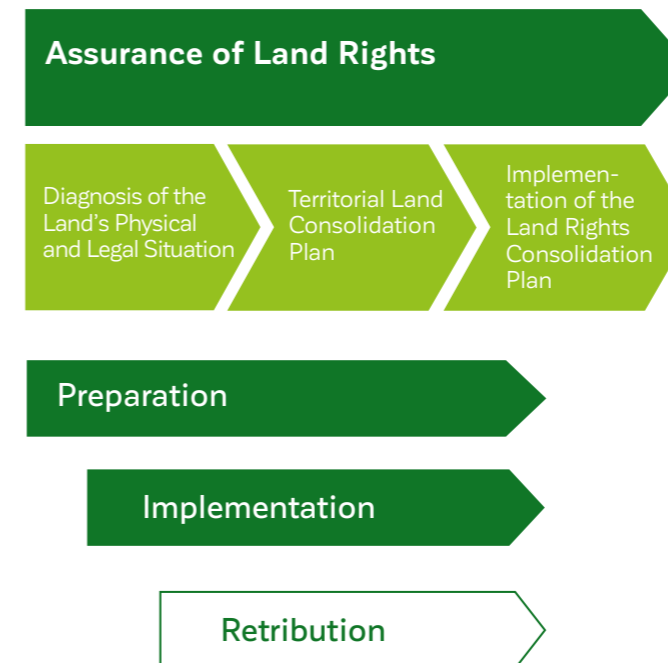 Assurance of Land Rights
Diagnosis of the
Land's Physical
and Legal Situation
Territorial Land
Consolidation
Plan
Implemen-
tation of the
Land Rights
Consolidation
Plan
Preparation
Implementation
Retribution